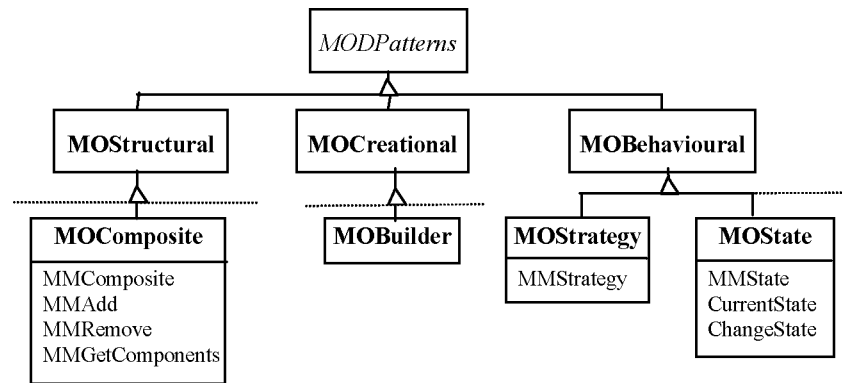 MODPatterns
MOStructural
MOCreational
MOBehavioural
MOComposite
MMComposite
MMAdd
MMRemove
MMGetComponents
MOBuilder
MOStrategy
MMStrategy
MOState
MMState
CurrentState
ChangeState